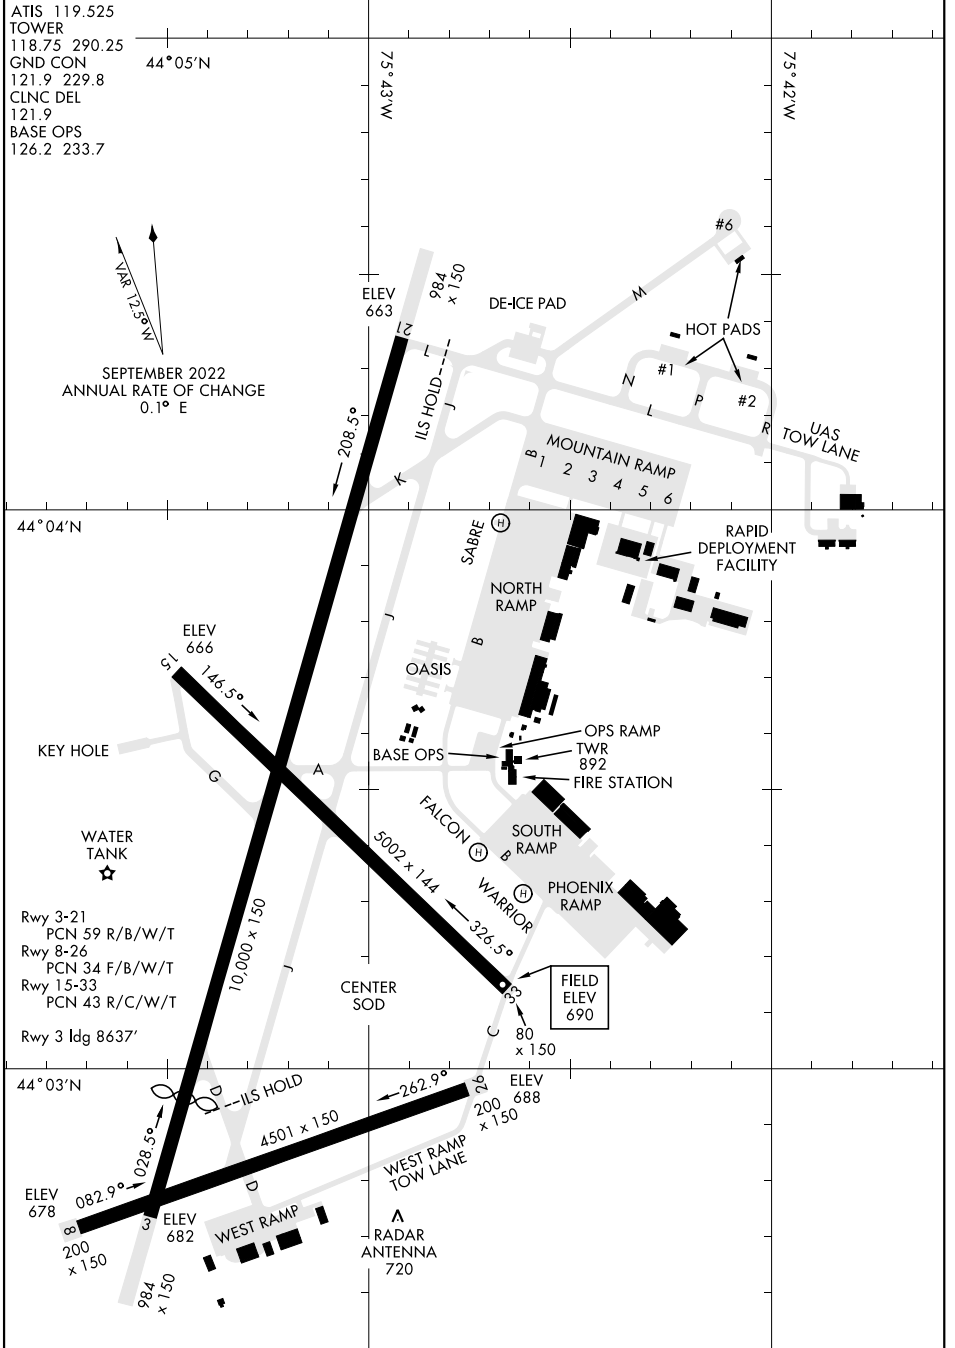 ATIS 119.525
TOWER
118.75 290.25
GND CON
121.9 229.8
CLNC DEL
121.9
BASE OPS
126.2 233.7
44°05'N
75°43'W
75°42'W
VAR 12.5° W
SEPTEMBER 2022
ANNUAL RATE OF CHANGE
0.1° E
ELEV
663
984
x 150
21
DE-ICE PAD
#6
M
HOT PADS
#1
#2
N
L
P
R
UAS
TOW LANE
L
J
ILS HOLD
K
208.5°
B
MOUNTAIN RAMP
1 2 3 4 5 6
44°04'N
SABRE
H
RAPID
DEPLOYMENT
FACILITY
NORTH
RAMP
J
B
ELEV
666
15
146.5°
OASIS
KEY HOLE
G
A
BASE OPS
OPS RAMP
TWR
892
FIRE STATION
FALCON
H
B
SOUTH
RAMP
WATER
TANK
5002 x 144
WARRIOR
H
PHOENIX
RAMP
Rwy 3-21
PCN 59 R/B/W/T
Rwy 8-26
PCN 34 F/B/W/T
Rwy 15-33
PCN 43 R/C/W/T
Rwy 3 ldg 8637'
10,000 x 150
J
326.5°
CENTER
SOD
33
FIELD
ELEV
690
C
80
x 150
44°03'N
D
ILS HOLD
262.9°
26
ELEV
688
200
x 150
4501 x 150
028.5°
WEST RAMP
TOW LANE
082.9°
ELEV
678
8
200
x 150
3
ELEV
682
D
WEST RAMP
RADAR
ANTENNA
720
984
x 150